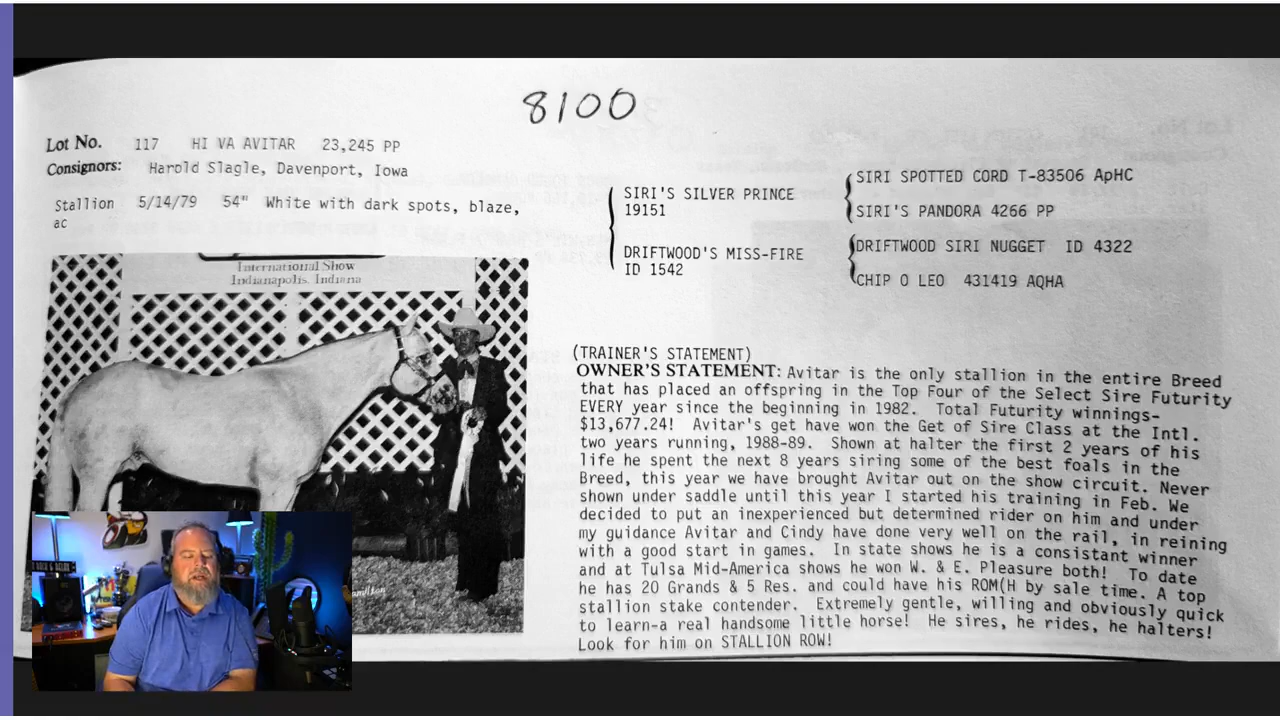 8100
Lot No. 117 HI VA AVITAR 23,245 PP
Consignors: Harold Slagle, Davenport, Iowa
Stallion 5/14/79 54" White with dark spots, blaze,
ac
SIRI'S SILVER PRINCE
19151
DRIFTWOOD'S MISS-FIRE
ID 1542
SIRI SPOTTED CORD T-83506 ApHC
SIRI'S PANDORA 4266 PP
DRIFTWOOD SIRI NUGGET ID 4322
CHIP O LEO 431419 AQHA
International Show
Indianapolis, Indiana
(TRAINER'S STATEMENT)
OWNER'S STATEMENT: Avitar is the only stallion in the entire Breed
that has placed an offspring in the Top Four of the Select Sire Futurity
EVERY year since the beginning in 1982. Total Futurity winnings-
$13,677.24! Avitar's get have won the Get of Sire Class at the Intl.
two years running, 1988-89. Shown at halter the first 2 years of his
life he spent the next 8 years siring some of the best foals in the
Breed, this year we have brought Avitar out on the show circuit. Never
shown under saddle until this year I started his training in Feb. We
decided to put an inexperienced but determined rider on him and under
my guidance Avitar and Cindy have done very well on the rail, in reining
with a good start in games. In state shows he is a consistant winner
and at Tulsa Mid-America shows he won W. & E. Pleasure both! To date
he has 20 Grands & 5 Res. and could have his ROM(H by sale time. A top
stallion stake contender. Extremely gentle, willing and obviously quick
to learn-a real handsome little horse! He sires, he rides, he halters!
Look for him on STALLION ROW!